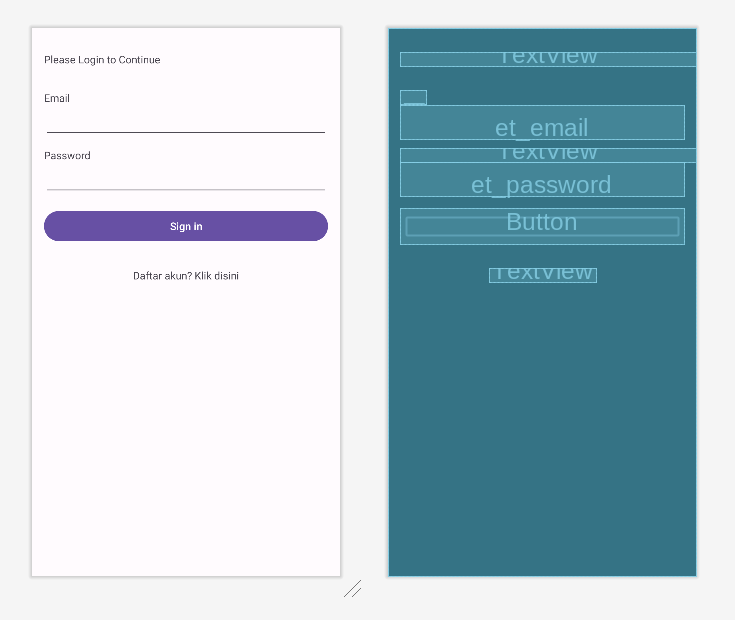 Please Login to Continue
Email
Password
Sign in
Daftar akun? Klik disini
TextView
et_email
TextView
et_password
Button
TextView